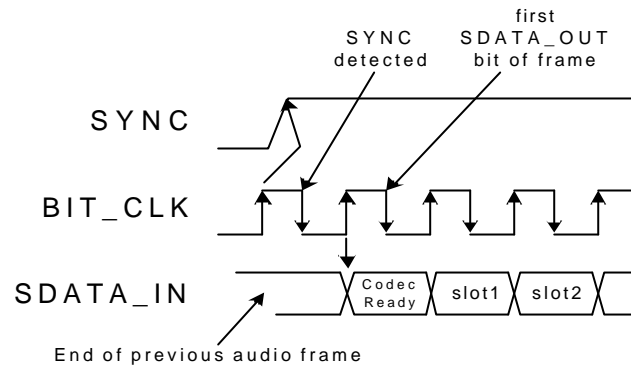 SYNC
detected
first
SDATA_OUT
bit of frame
SYNC
BIT_CLK
SDATA_IN
Codec
Ready
slot1
slot2
End of previous audio frame